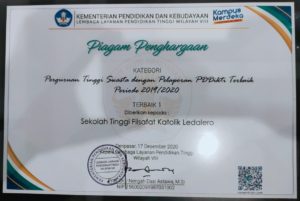 KEMENTERIAN PENDIDIKAN DAN KEBUDAYAAN
LEMBAGA LAYANAN PENDIDIKAN TINGGI WILAYAH VIII
Kampus
Merdeka
Piagam Penghargaan
KATEGORI
Perguruan Tinggi Swasta dengan Pelaporan PDDikti Terbaik
Periode 2019/2020
TERBAIK I
Diberikan kepada :
Sekolah Tinggi Filsafat Katolik Ledalero
Denpasar, 17 Desember 2020
Kepala Lembaga Layanan Pendidikan Tinggi
Wilayah VIII